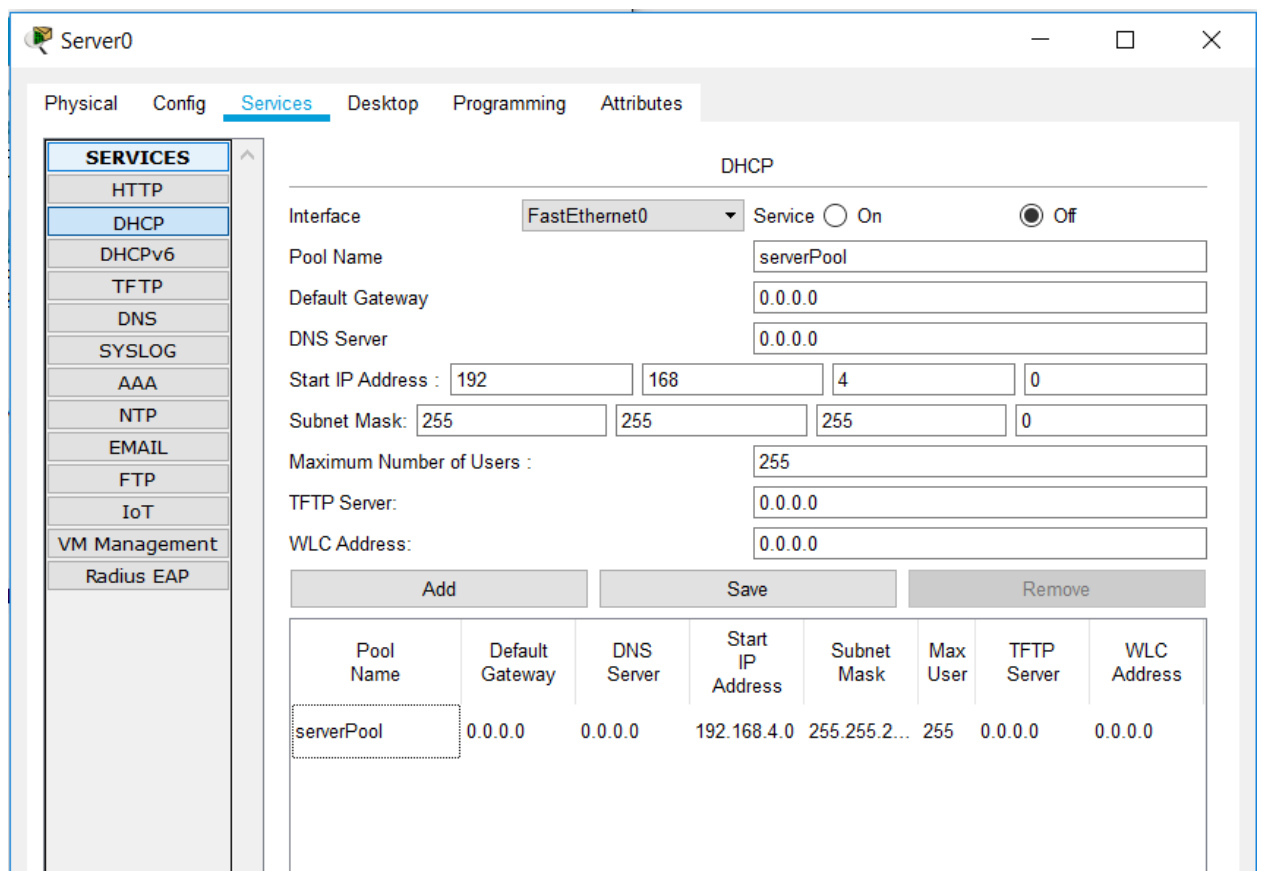 Server0
Physical Config Services Desktop Programming Attributes
SERVICES
HTTP
DHCP
DHCPv6
TFTP
DNS
SYSLOG
AAA
NTP
EMAIL
FTP
IoT
VM Management
Radius EAP
DHCP
Interface FastEthernet0 Service On Off
Pool Name serverPool
Default Gateway 0.0.0.0
DNS Server 0.0.0.0
Start IP Address : 192 168 4 0
Subnet Mask: 255 255 255 0
Maximum Number of Users : 255
TFTP Server: 0.0.0.0
WLC Address: 0.0.0.0
Add Save Remove
Pool Name Default Gateway DNS Server Start IP Address Subnet Mask Max User TFTP Server WLC Address
serverPool 0.0.0.0 0.0.0.0 192.168.4.0 255.255.2... 255 0.0.0.0 0.0.0.0